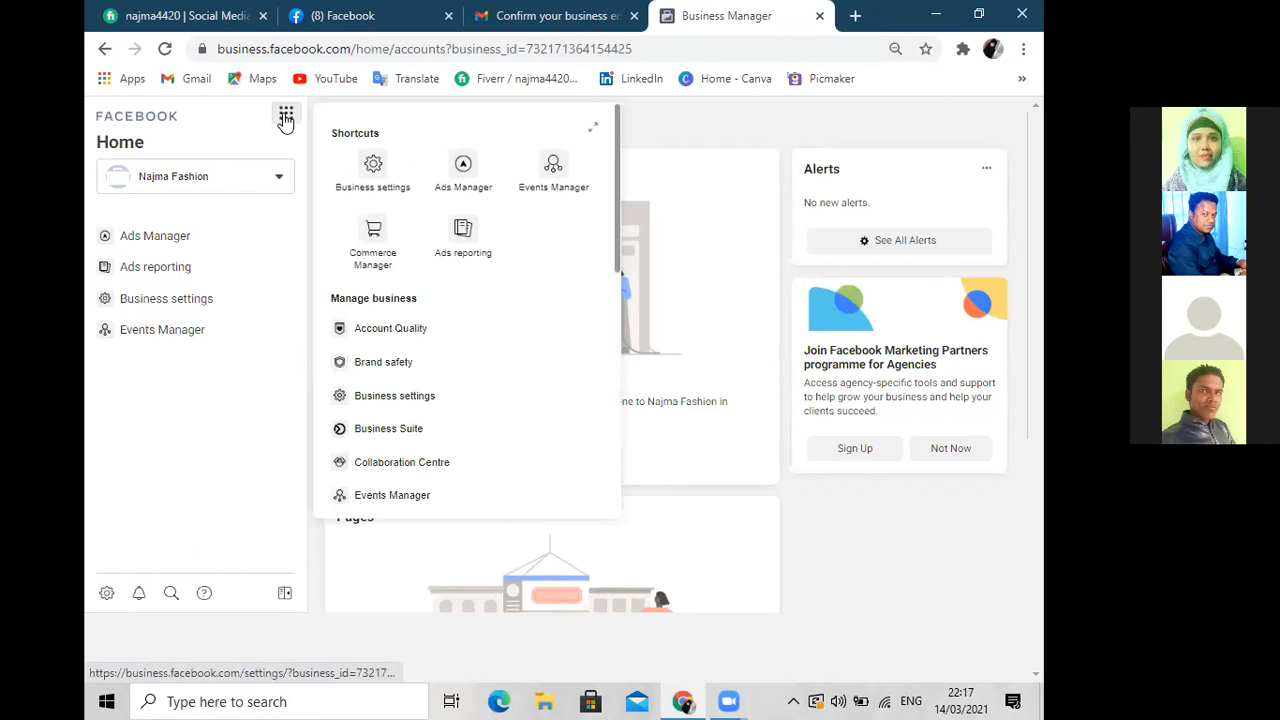 najma4420 | Social Media
(8) Facebook
Confirm your business e
Business Manager
business.facebook.com/home/accounts?business_id=732171364154425
Apps
Gmail
Maps
YouTube
Translate
Fiverr / najma4420...
LinkedIn
Home - Canva
Picmaker
»
FACEBOOK
Home
Najma Fashion
Ads Manager
Ads reporting
Business settings
Events Manager
Shortcuts
Business settings
Ads Manager
Events Manager
Commerce
Manager
Ads reporting
Manage business
Account Quality
Brand safety
Business settings
Business Suite
Collaboration Centre
Events Manager
ne to Najma Fashion in
Pages
Alerts
No new alerts.
See All Alerts
Join Facebook Marketing Partners
programme for Agencies
Access agency-specific tools and support
to help grow your business and help your
clients succeed.
Sign Up
Not Now
https://business.facebook.com/settings/?business_id=73217...
Type here to search
ENG
22:17
14/03/2021